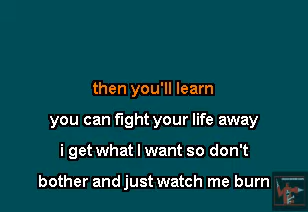 then you'll learn
you can fight your life away
i get what I want so don't
bother and just watch me burn